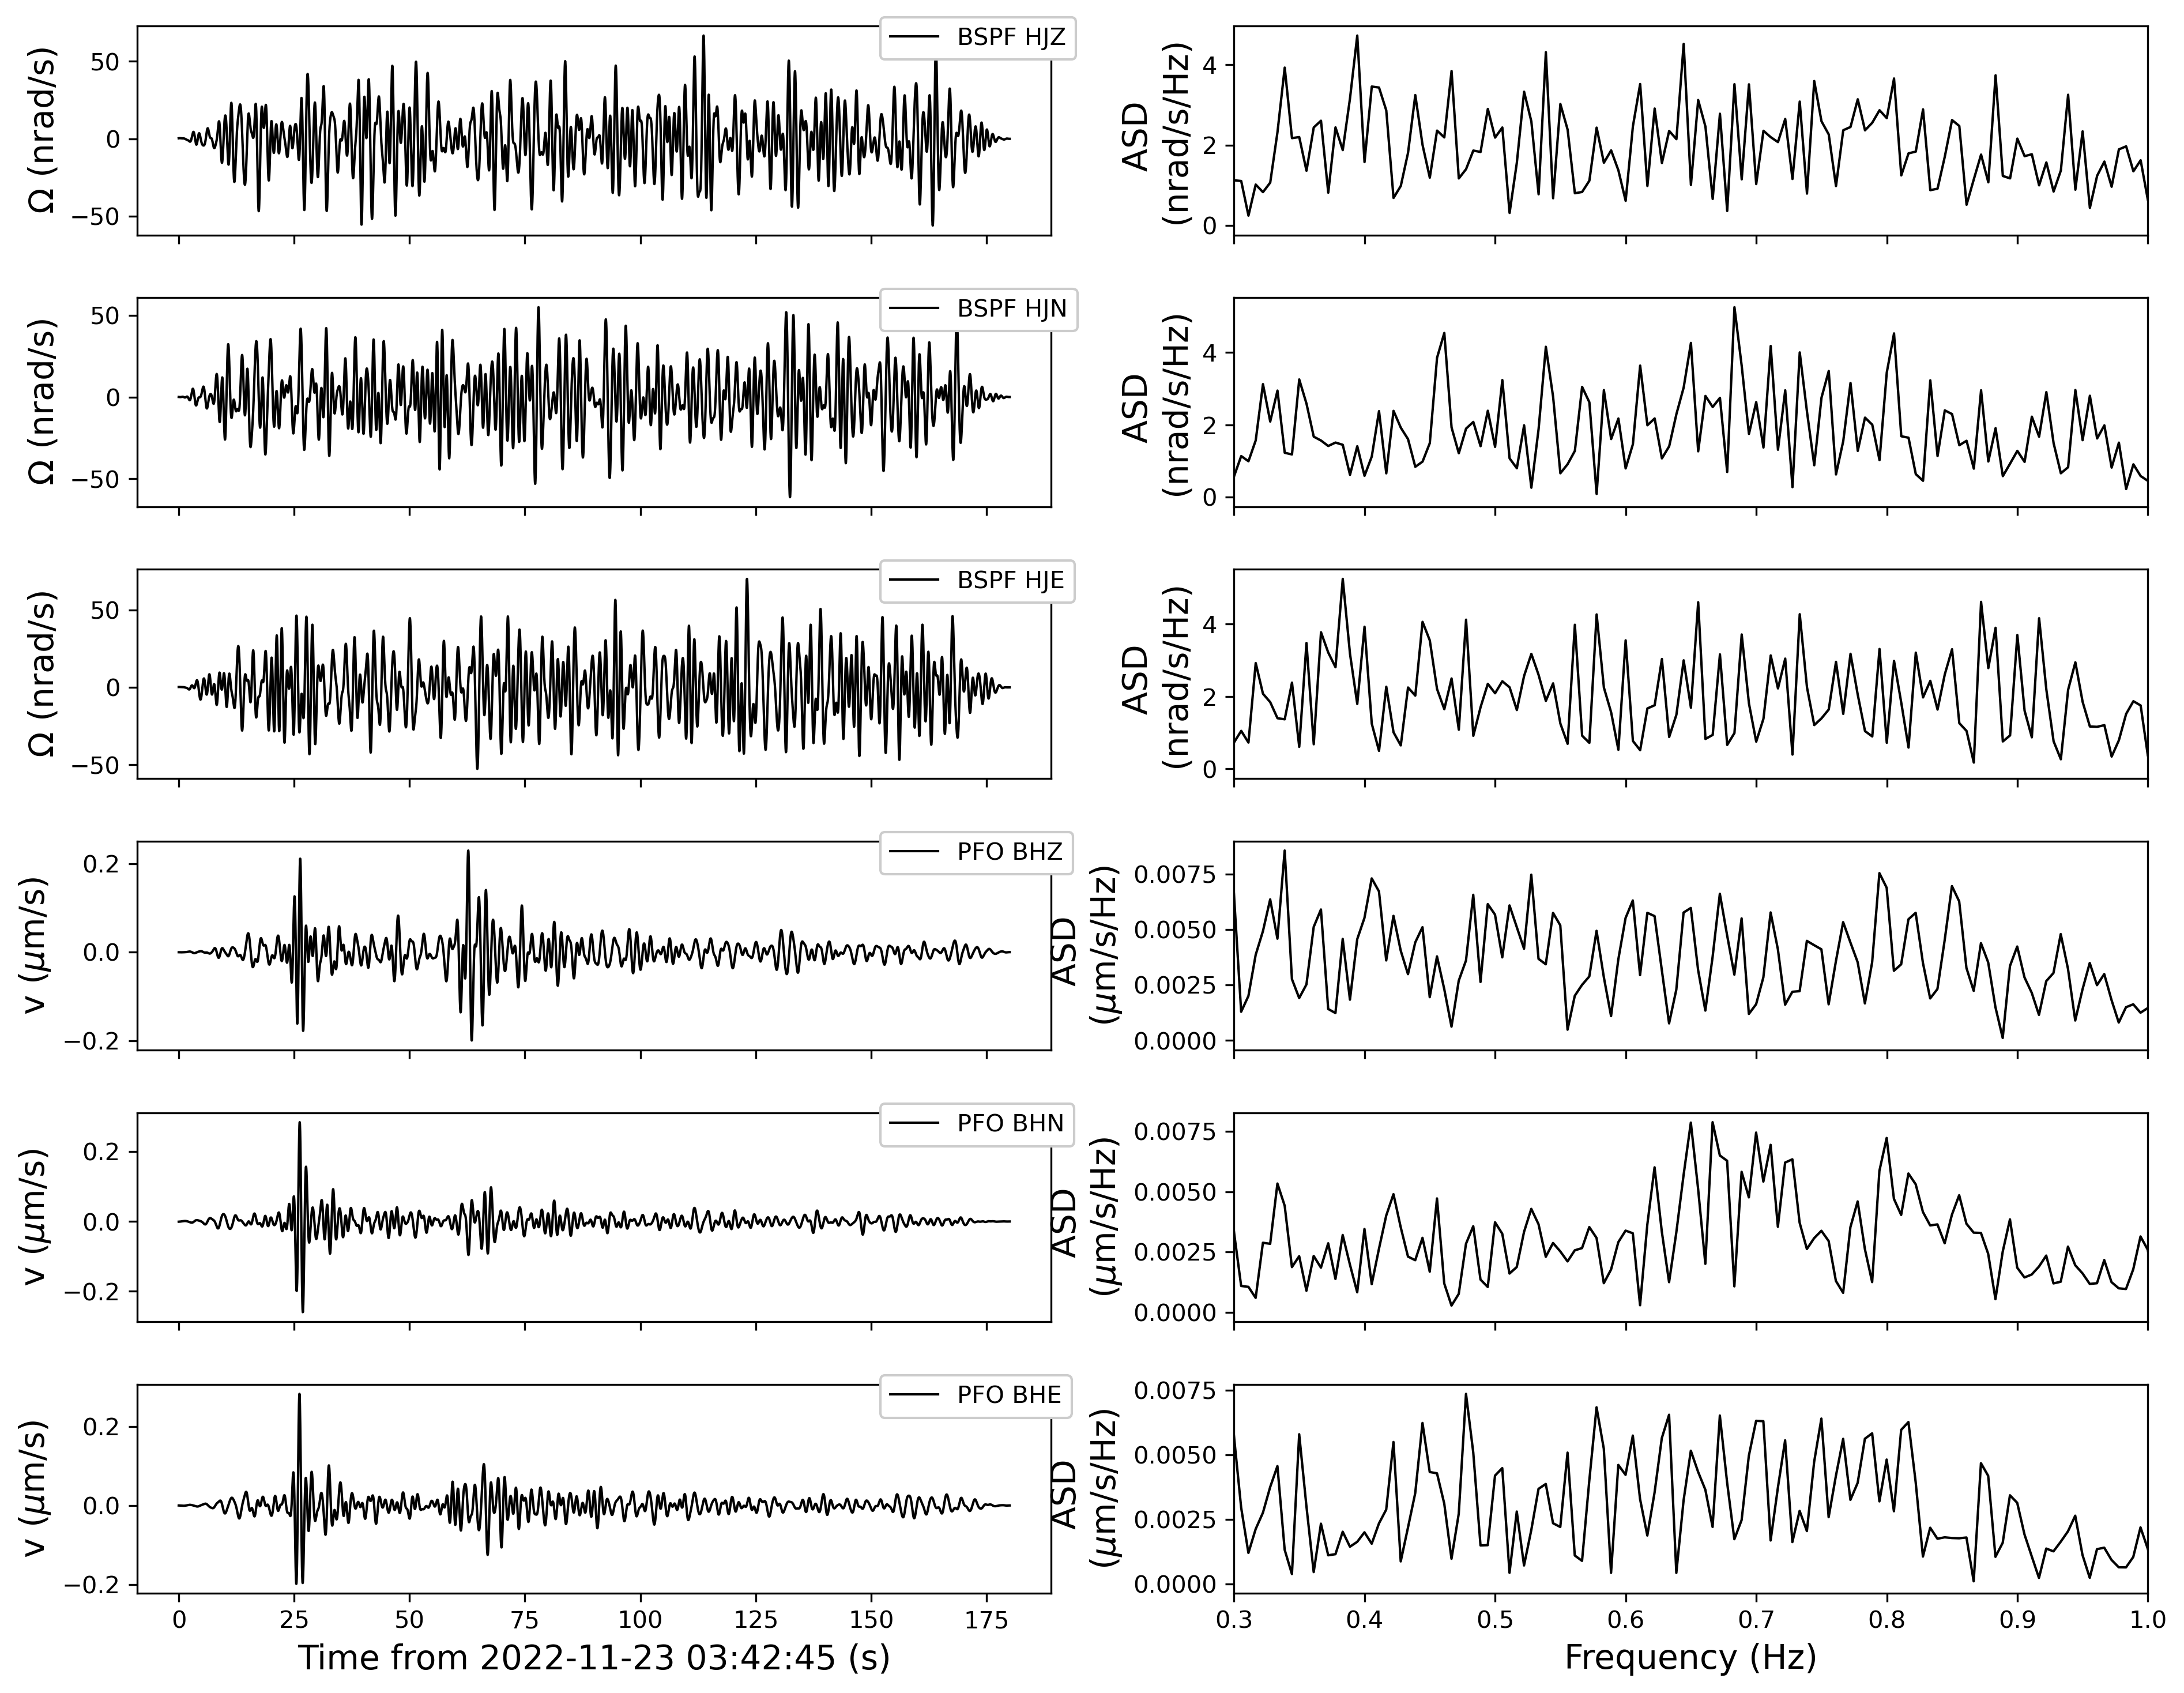 BSPF HJZ
Ω (nrad/s)
50
0
−50
ASD
(nrad/s/Hz)
4
2
0
BSPF HJN
Ω (nrad/s)
50
0
−50
ASD
(nrad/s/Hz)
4
2
0
BSPF HJE
Ω (nrad/s)
50
0
−50
ASD
(nrad/s/Hz)
4
2
0
PFO BHZ
v (μm/s)
0.2
0.0
−0.2
ASD
(μm/s/Hz)
0.0075
0.0050
0.0025
0.0000
PFO BHN
v (μm/s)
0.2
0.0
−0.2
ASD
(μm/s/Hz)
0.0075
0.0050
0.0025
0.0000
PFO BHE
v (μm/s)
0.2
0.0
−0.2
0 25 50 75 100 125 150 175
Time from 2022-11-23 03:42:45 (s)
ASD
(μm/s/Hz)
0.0075
0.0050
0.0025
0.0000
0.3 0.4 0.5 0.6 0.7 0.8 0.9 1.0
Frequency (Hz)